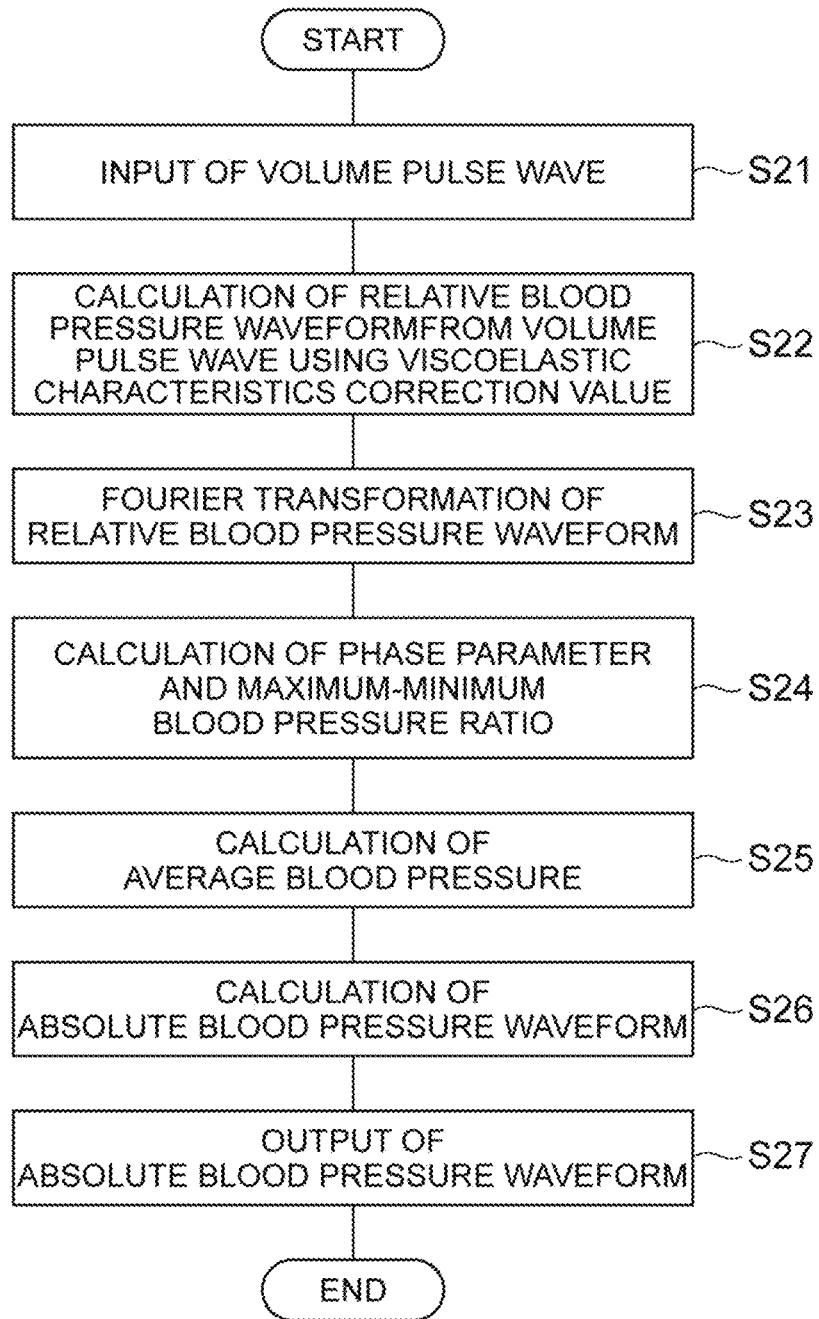 START
INPUT OF VOLUME PULSE WAVE
S21
CALCULATION OF RELATIVE BLOOD
PRESSURE WAVEFORMFROM VOLUME
PULSE WAVE USING VISCOELASTIC
CHARACTERISTICS CORRECTION VALUE
S22
FOURIER TRANSFORMATION OF
RELATIVE BLOOD PRESSURE WAVEFORM
S23
CALCULATION OF PHASE PARAMETER
AND MAXIMUM-MINIMUM
BLOOD PRESSURE RATIO
S24
CALCULATION OF
AVERAGE BLOOD PRESSURE
S25
CALCULATION OF
ABSOLUTE BLOOD PRESSURE WAVEFORM
S26
OUTPUT OF
ABSOLUTE BLOOD PRESSURE WAVEFORM
S27
END